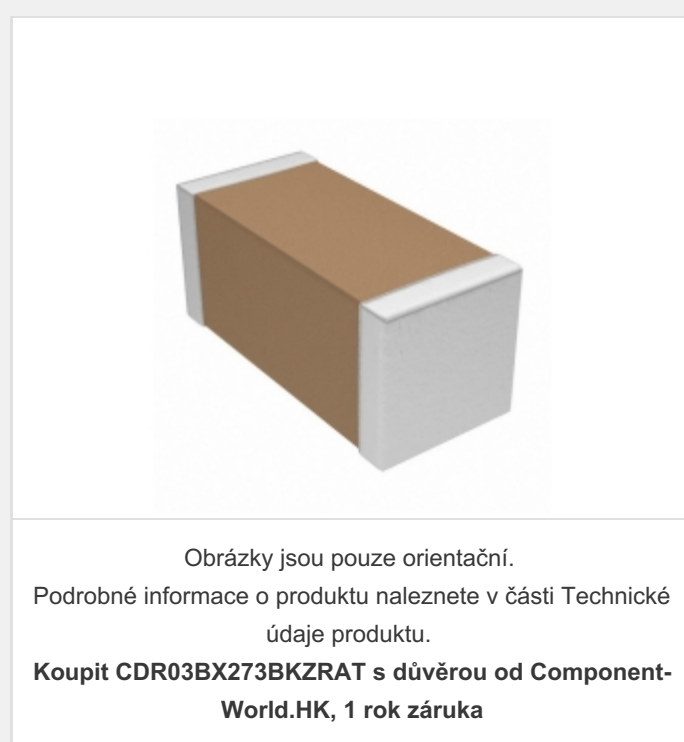 Obrázky jsou pouze orientační.
Podrobné informace o produktu naleznete v části Technické
údaje produktu.
Koupit CDR03BX273BKZRAT s důvěrou od Component-
World.HK, 1 rok záruka